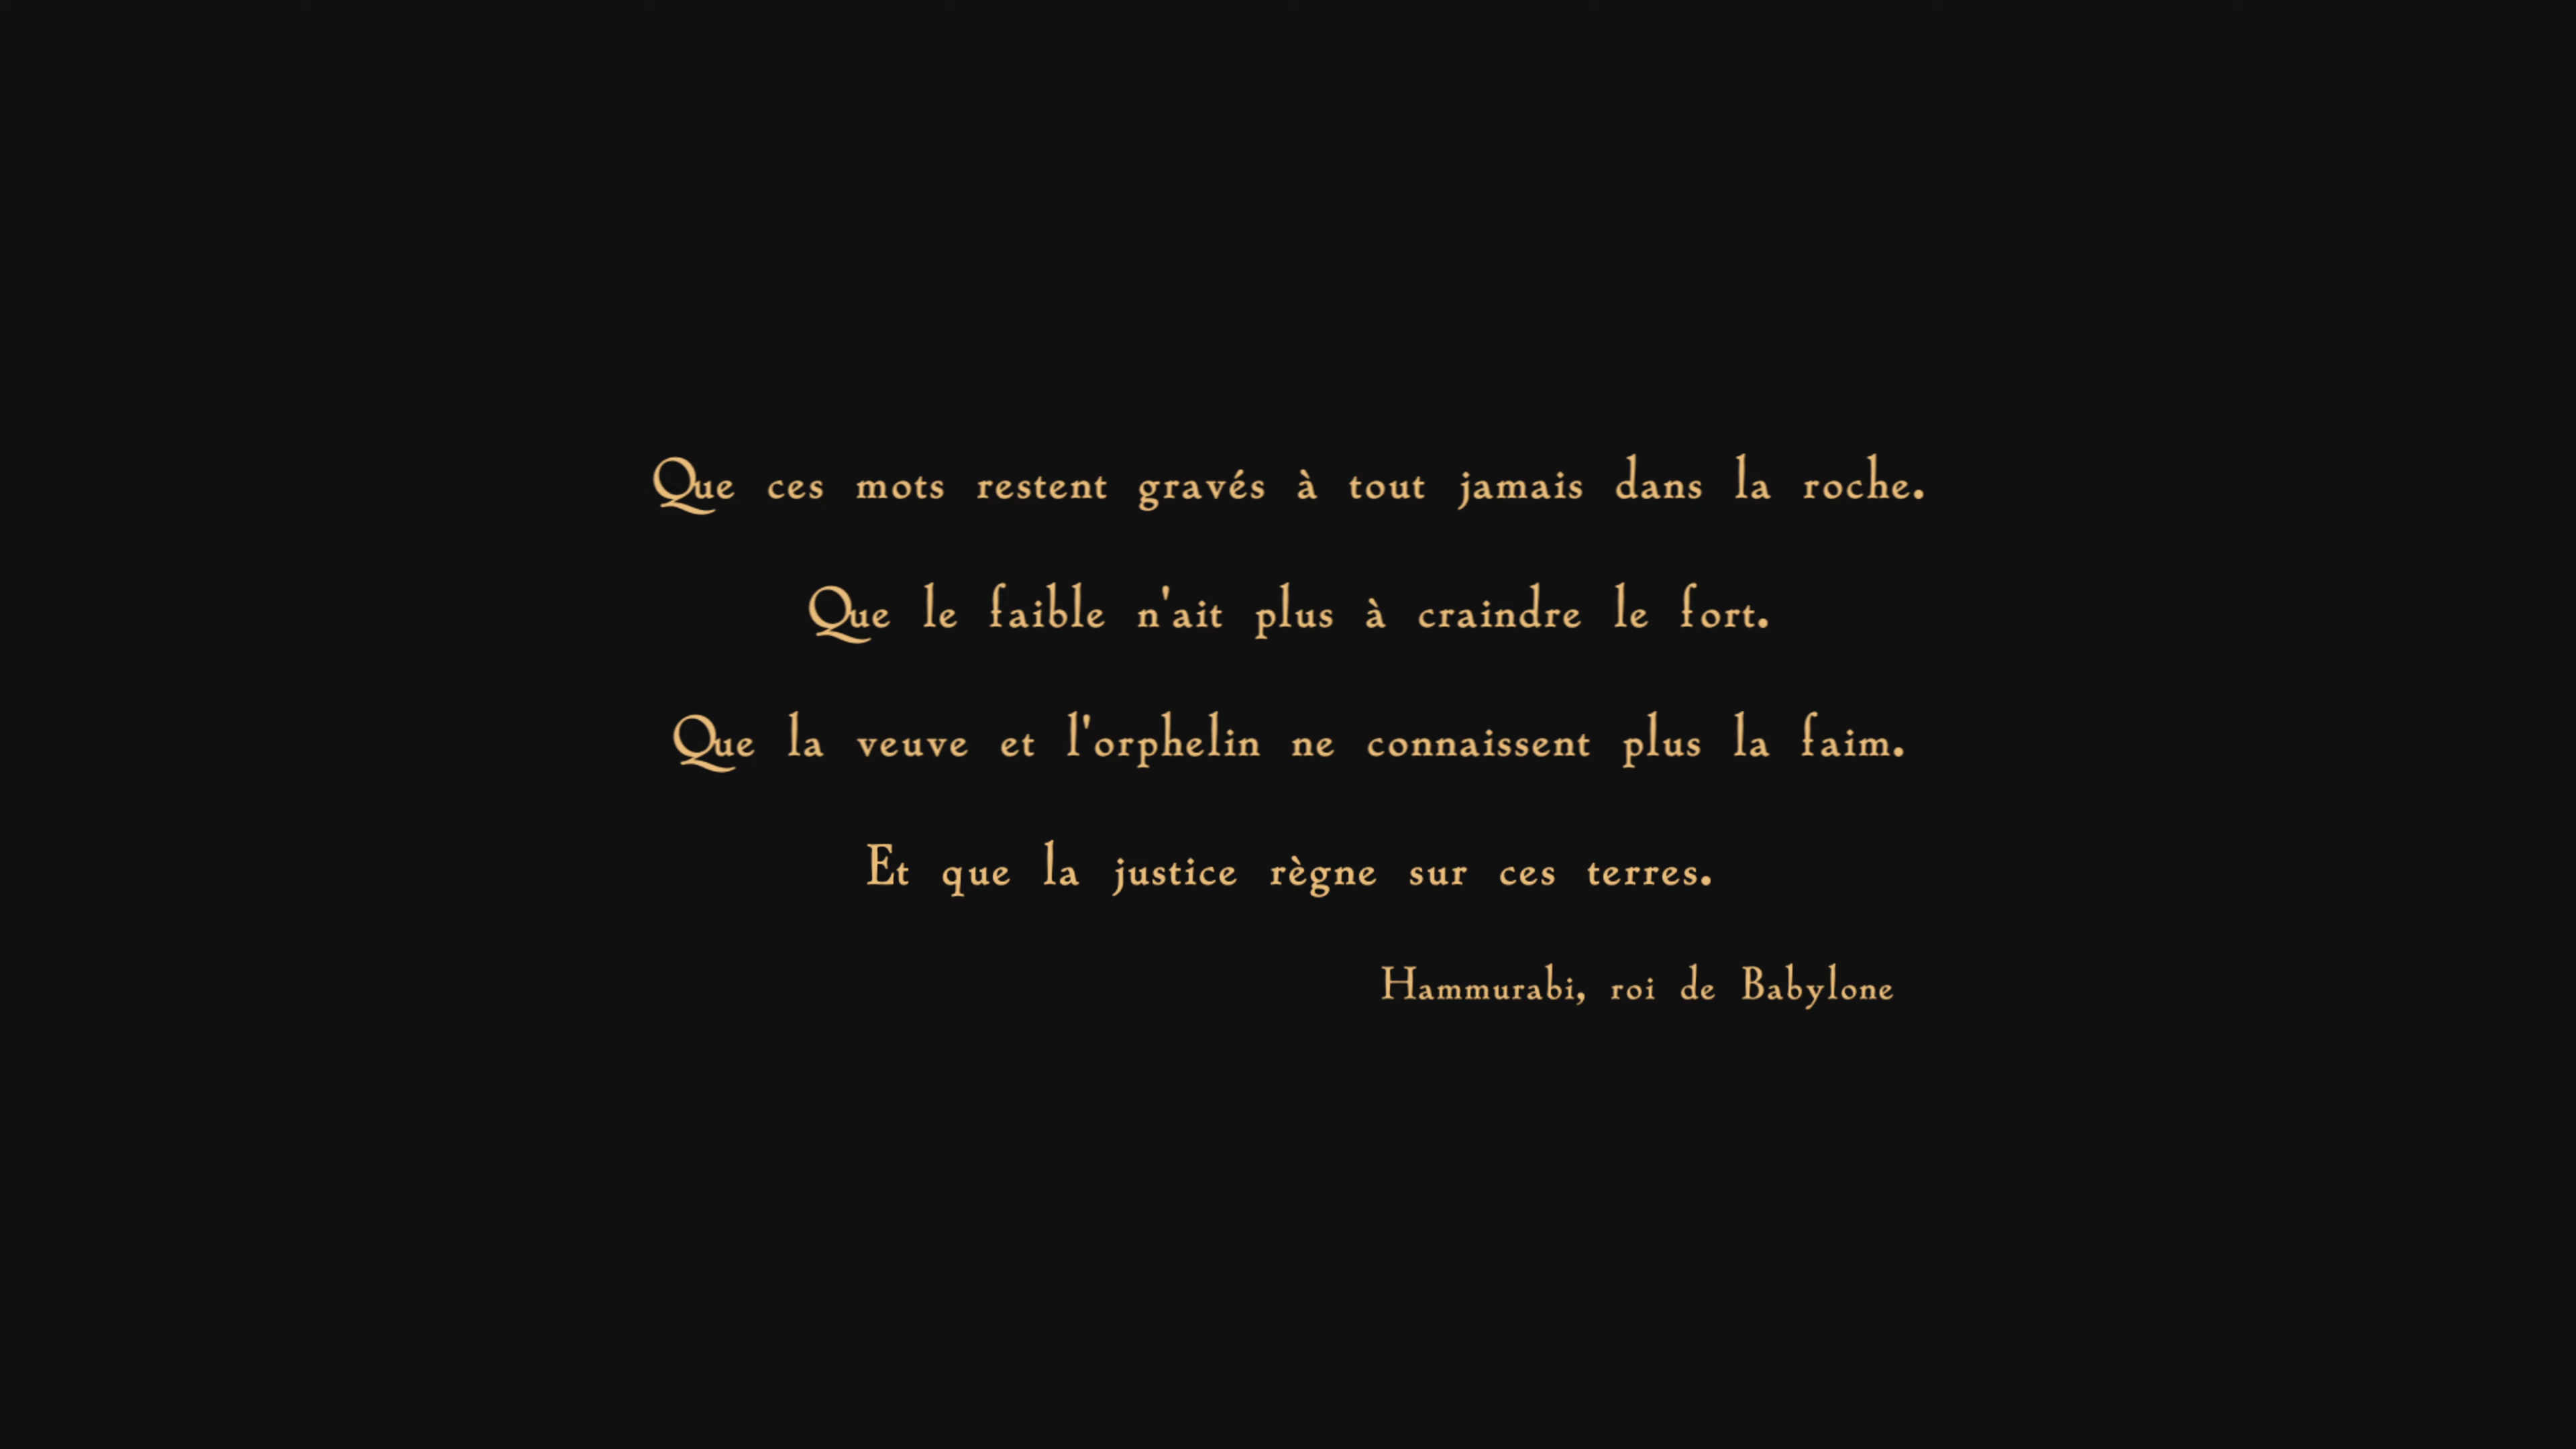 Que ces mots restent gravés à tout jamais dans la roche.
Que le faible n'ait plus à craindre le fort.
Que la veuve et l'orphelin ne connaissent plus la faim.
Et que la justice règne sur ces terres.
Hammurabi, roi de Babylone